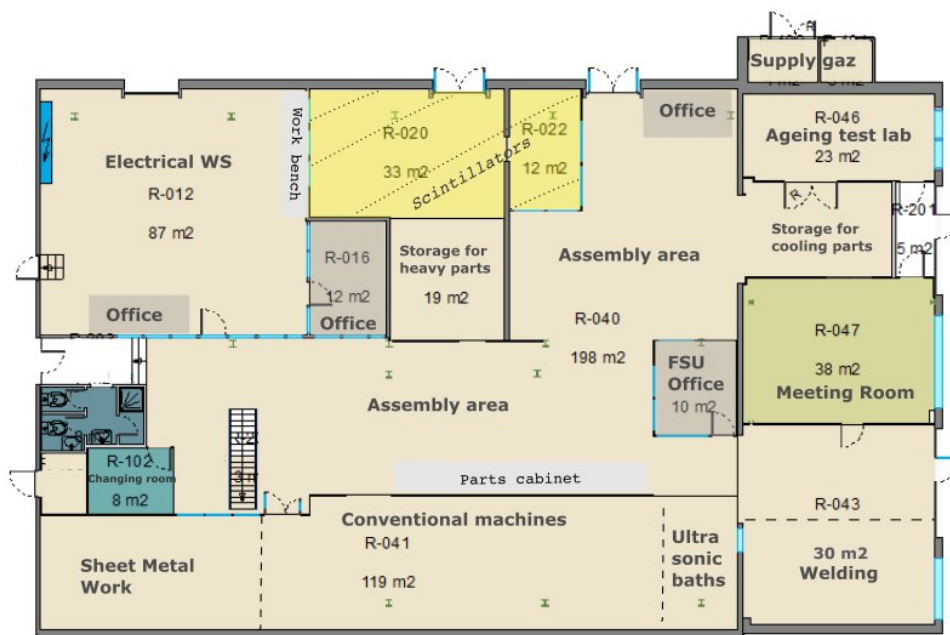 Supply gaz
Work bench
R-020
33 m2
Scintillators
R-022
12 m2
Office
R-046
Ageing test lab
23 m2
Electrical WS
R-012
87 m2
R-201
5 m2
R
Storage for
cooling parts
R-016
12 m2
Office
Storage for
heavy parts
19 m2
Assembly area
Office
R-040
198 m2
R-047
38 m2
Meeting Room
FSU
Office
10 m2
Assembly area
R-102
Changing room
8 m2
Parts cabinet
R-043
30 m2
Welding
Conventional machines
R-041
119 m2
Sheet Metal
Work
Ultra
sonic
baths